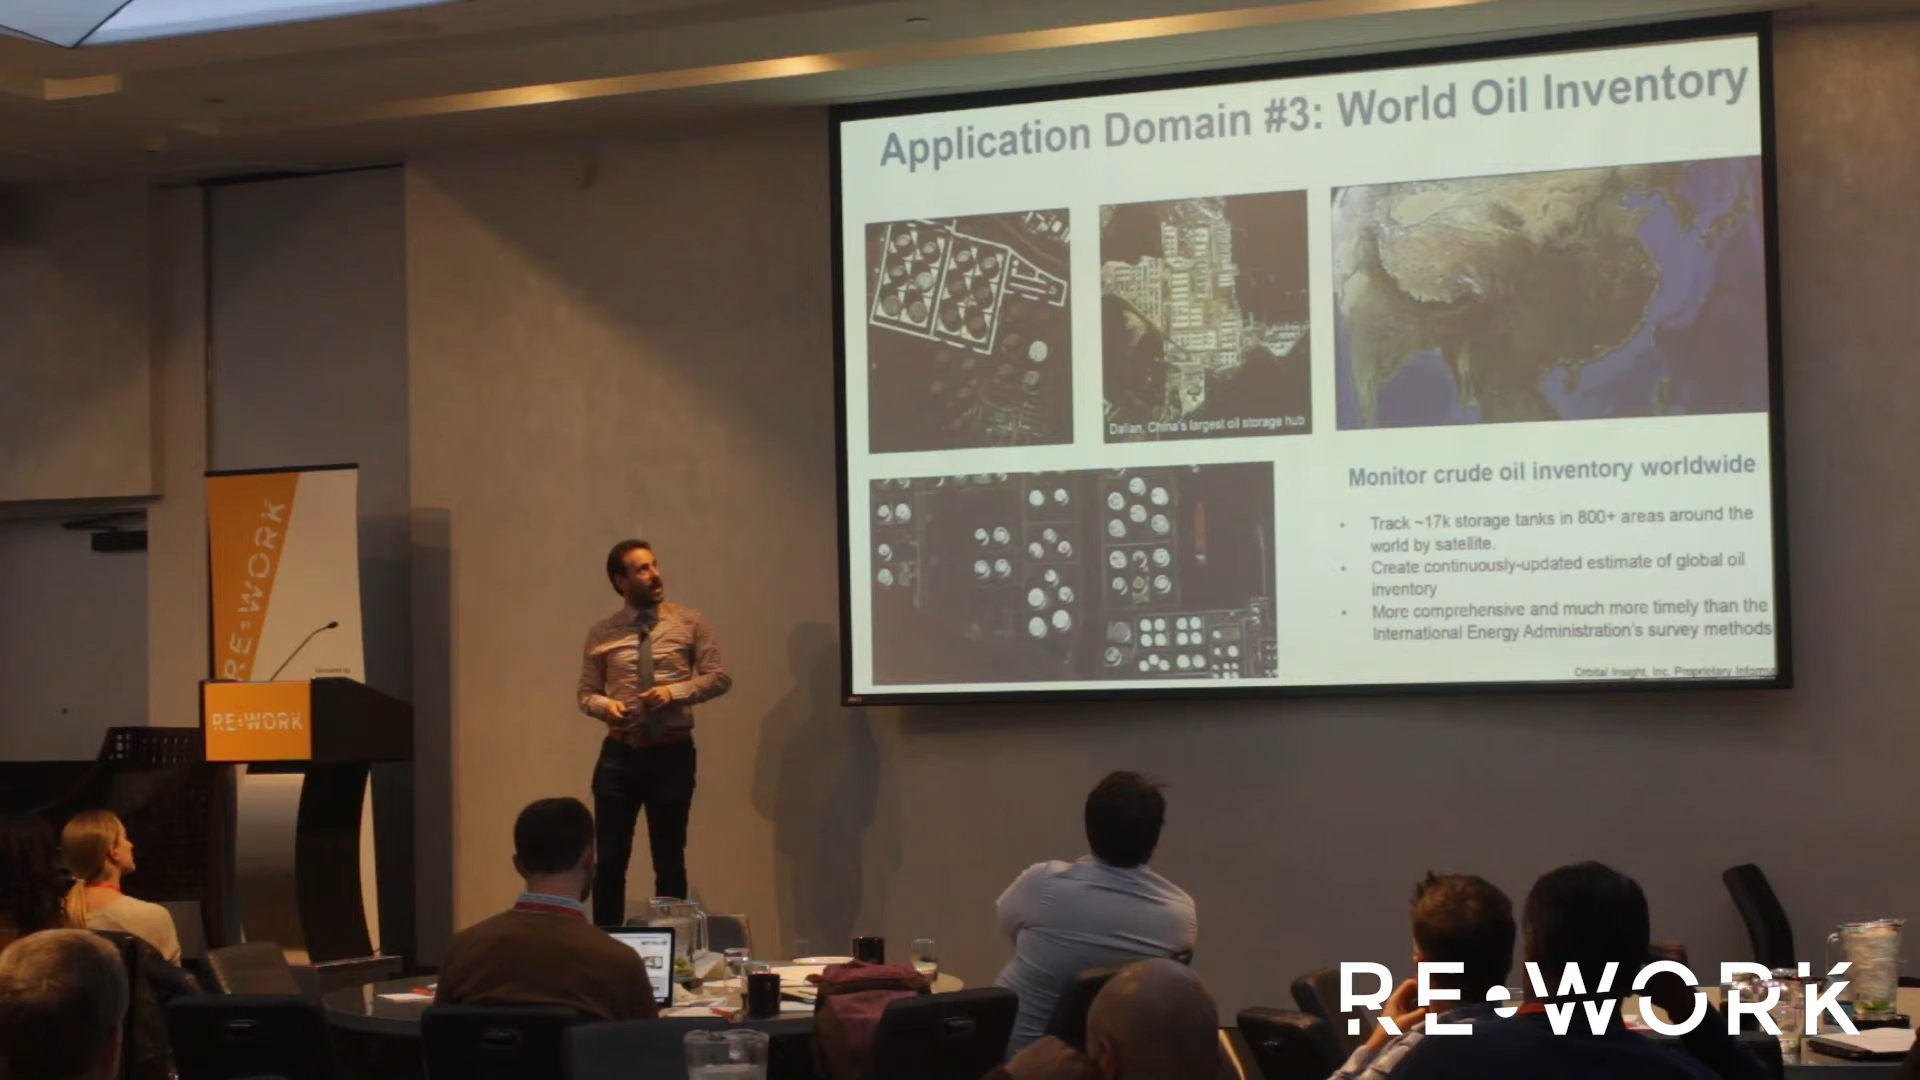 Application Domain #3: World Oil Inventory
Dalian, China's largest oil storage hub
Monitor crude oil inventory worldwide
• Track ~17k storage tanks in 800+ areas around the
world by satellite.
• Create continuously-updated estimate of global oil
inventory
• More comprehensive and much more timely than the
International Energy Administration's survey methods
Orbital Insight, Inc. Proprietary
RE•WORK
RE•WORK
RE•WORK